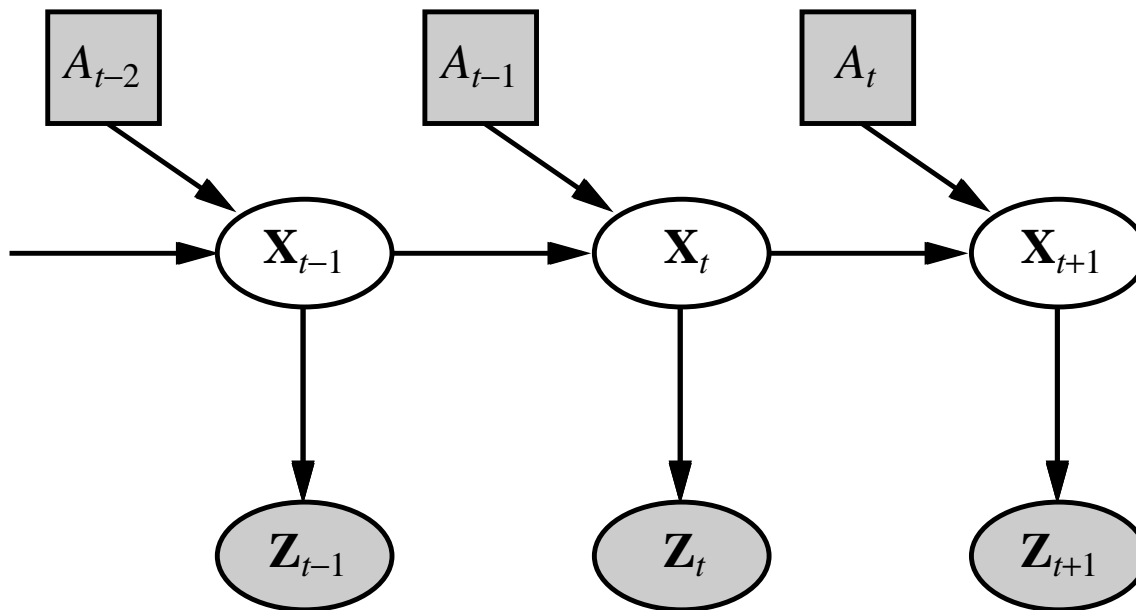 A_{t−2} A_{t−1} A_t
X_{t−1} X_t X_{t+1}
Z_{t−1} Z_t Z_{t+1}